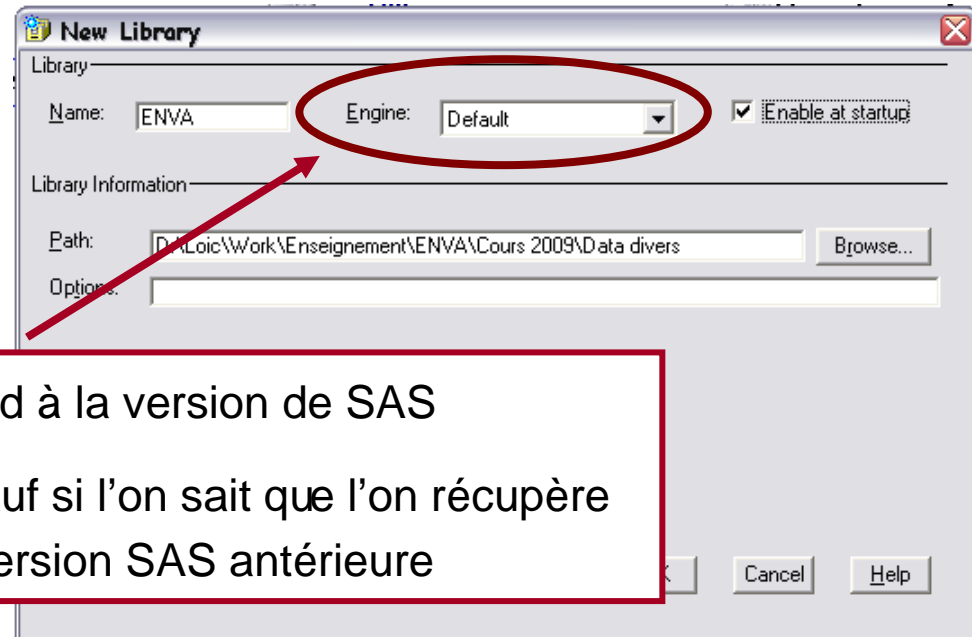 New Library
Library
Name: ENVA Engine: Default Enable at startup
Library Information
Path: D:\Loic\Work\Enseignement\ENVA\Cours 2009\Data divers Browse...
Options:
d à la version de SAS
uf si l'on sait que l'on récupère
ersion SAS antérieure
Cancel Help